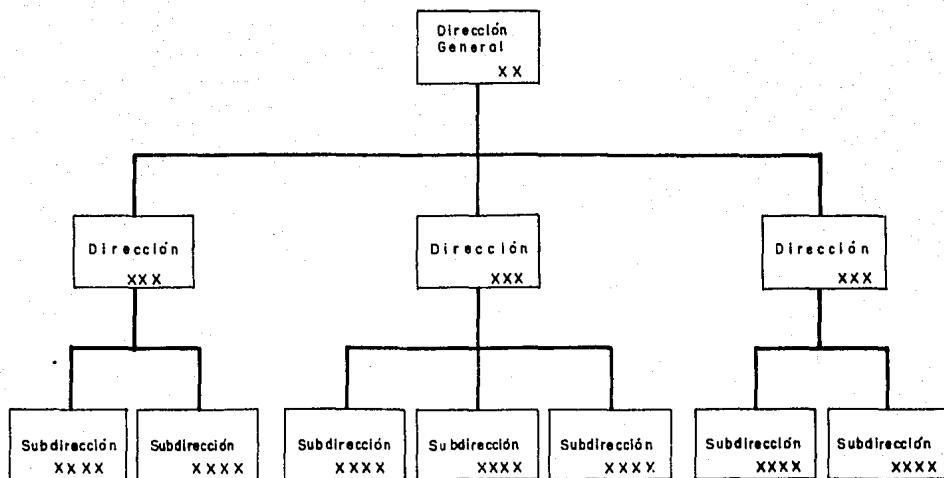 Dirección
General
XX
Dirección
XXX
Dirección
XXX
Dirección
XXX
Subdirección
XXXX
Subdirección
XXXX
Subdirección
XXXX
Subdirección
XXXX
Subdirección
XXXX
Subdirección
XXXX
Subdirección
XXXX